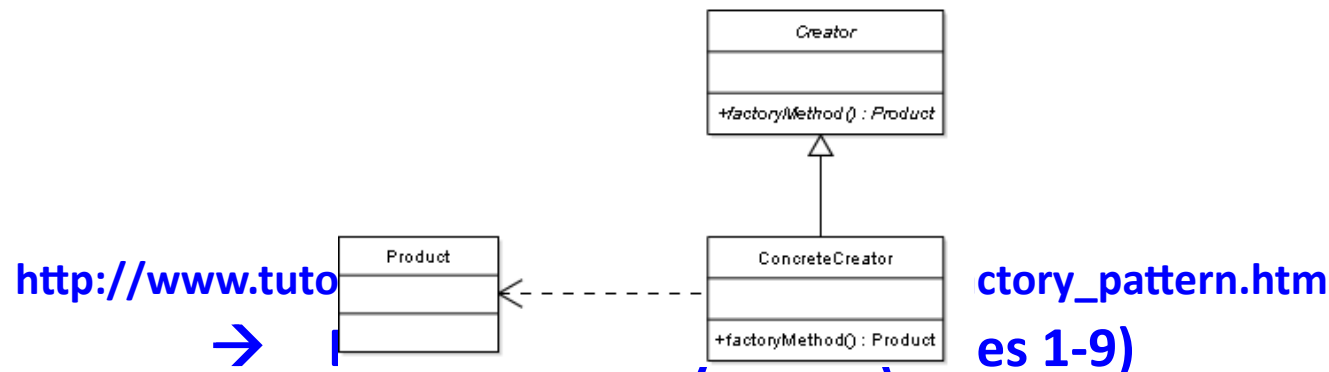 Creator
+factoryMethod() : Product
Product
ConcreteCreator
http://www.tuto ctory_pattern.htm
+factoryMethod() : Product
→ es 1-9)